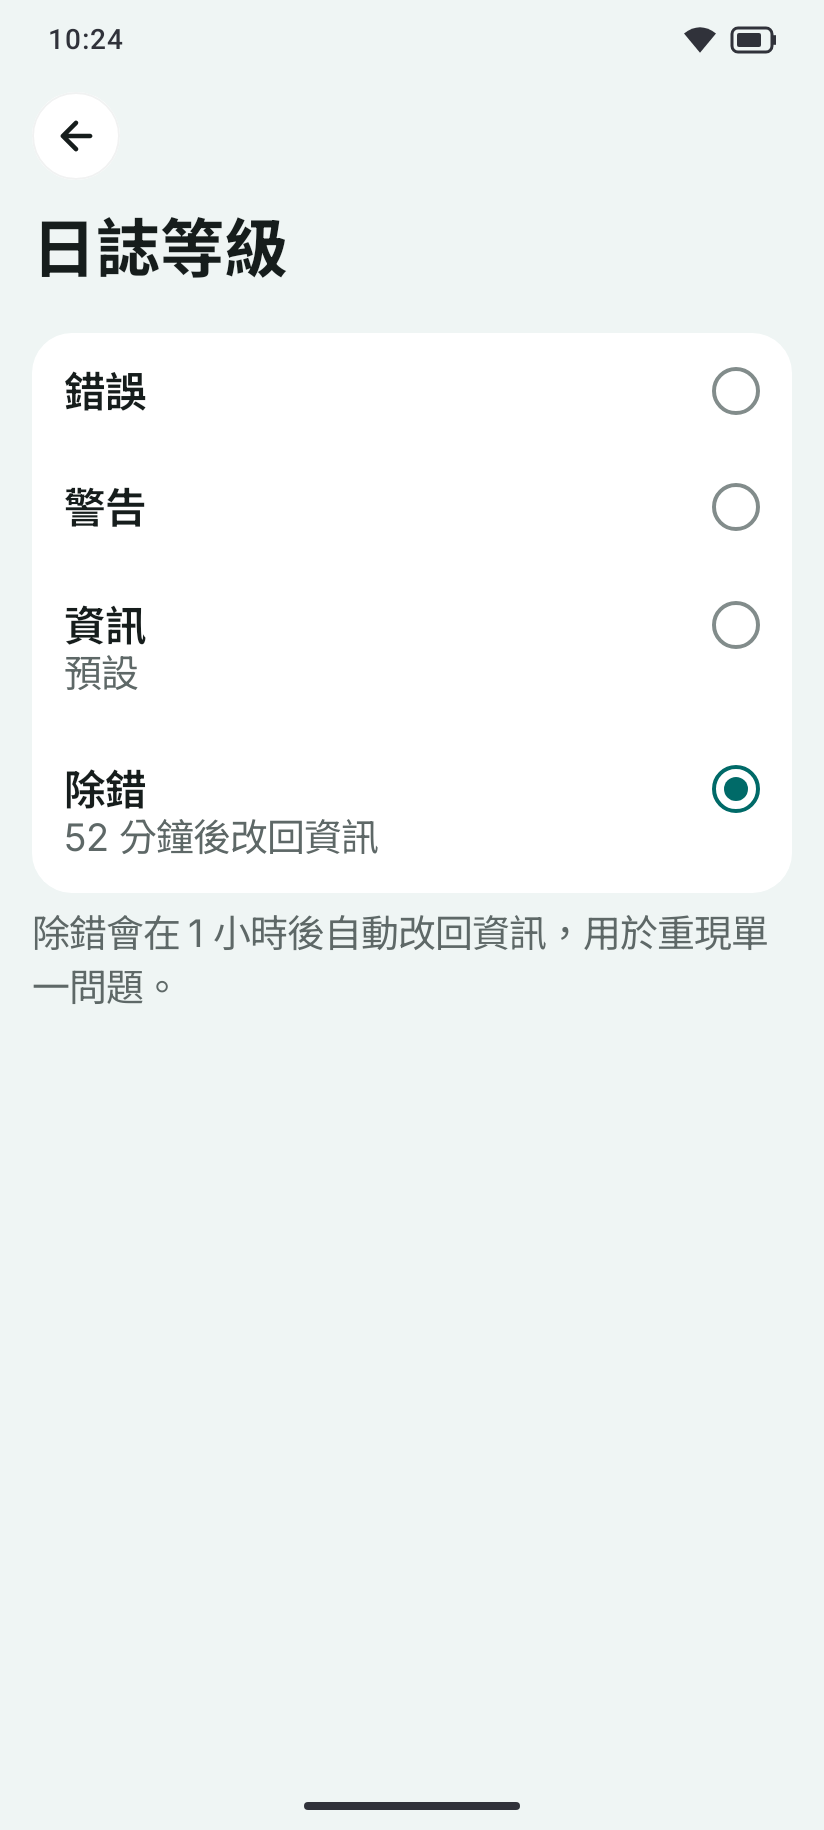 10:24
日誌等級
錯誤
警告
資訊
預設
除錯
52 分鐘後改回資訊
除錯會在 1 小時後自動改回資訊，用於重現單
一問題。